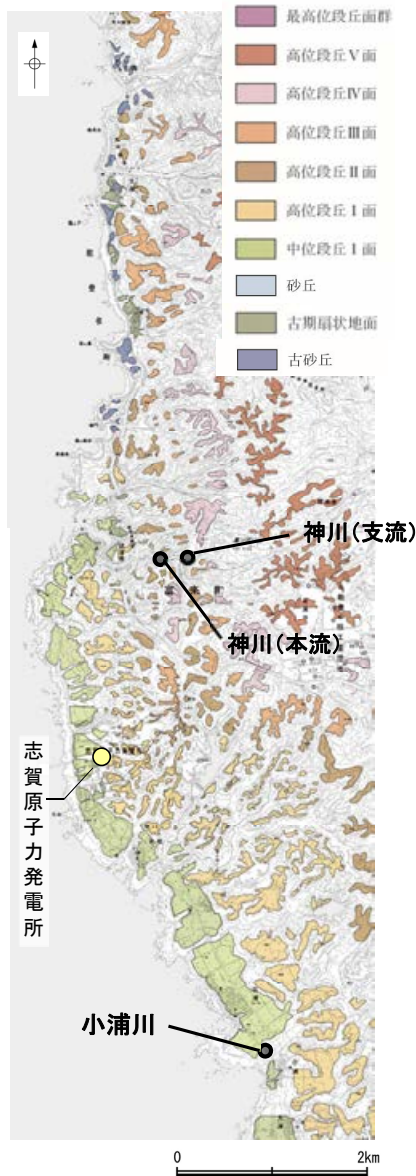 最高位段丘面群
高位段丘Ⅴ面
高位段丘Ⅳ面
高位段丘Ⅲ面
高位段丘Ⅱ面
高位段丘Ⅰ面
中位段丘Ⅰ面
砂丘
古期扇状地面
古砂丘
神川(支流)
神川(本流)
志賀原子力発電所
小浦川
0 2km